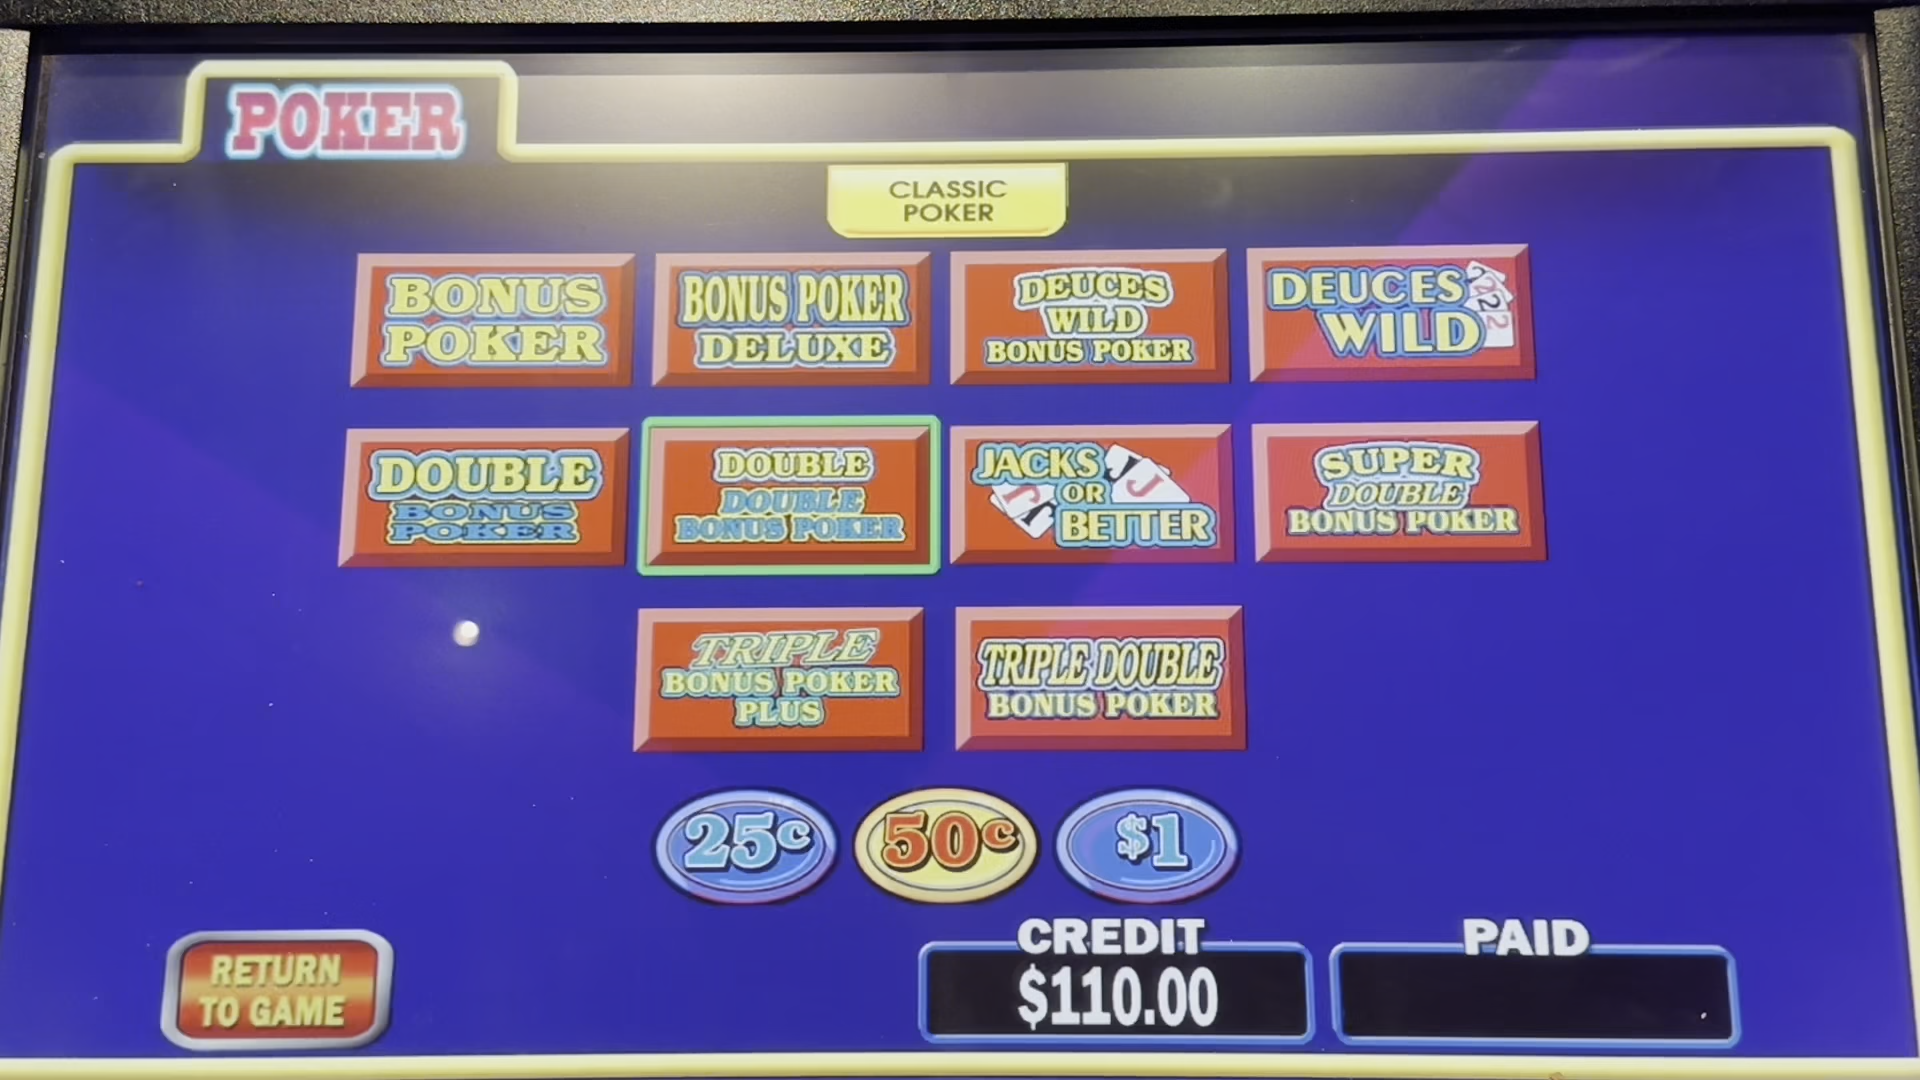 POKER
CLASSIC
POKER
BONUS
POKER
BONUS POKER
DELUXE
DEUCES
WILD
BONUS POKER
DEUCES
WILD
2
2
2
DOUBLE
BONUS
POKER
DOUBLE
DOUBLE
BONUS POKER
JACKS
OR
BETTER
J
J
J
J
SUPER
DOUBLE
BONUS POKER
TRIPLE
BONUS POKER
PLUS
TRIPLE DOUBLE
BONUS POKER
25¢
50¢
$1
RETURN
TO GAME
CREDIT
$110.00
PAID